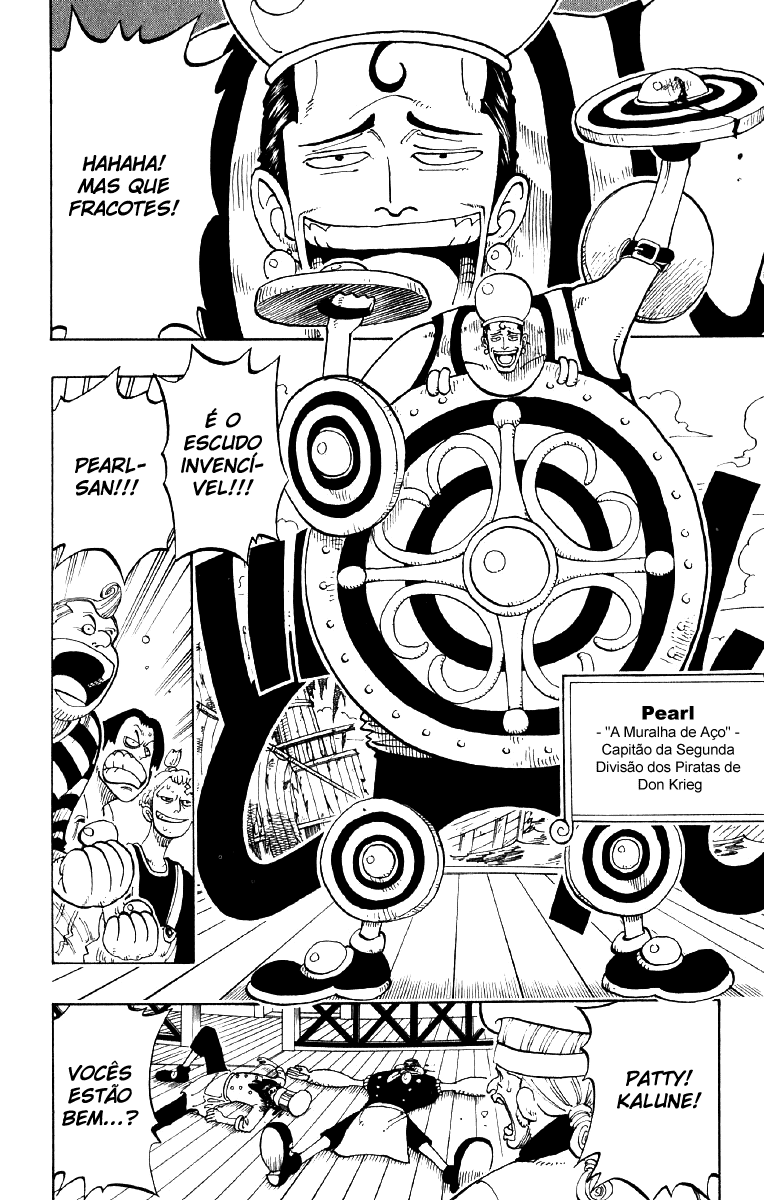 HAHAHA!
MAS QUE
FRACOTES!
É O
ESCUDO
INVENCÍ-
VEL!!!
PEARL-
SAN!!!
Pearl
- "A Muralha de Aço" -
Capitão da Segunda
Divisão dos Piratas de
Don Krieg
PATTY!
KALUNE!
VOCÊS
ESTÃO
BEM...?